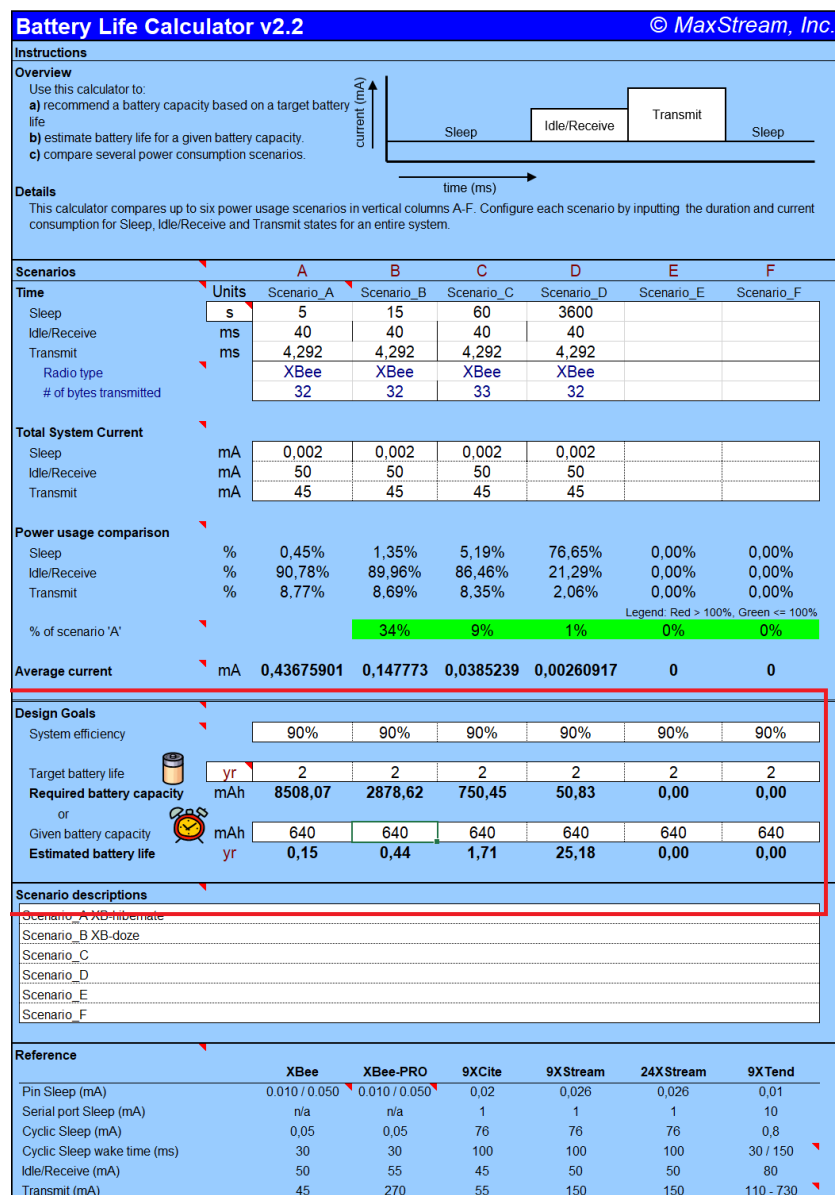 Battery Life Calculator v2.2 © MaxStream, Inc.
Instructions
Overview
Use this calculator to:
a) recommend a battery capacity based on a target battery
life
b) estimate battery life for a given battery capacity.
c) compare several power consumption scenarios.
current (mA)
Sleep Idle/Receive Transmit Sleep
time (ms)
Details
This calculator compares up to six power usage scenarios in vertical columns A-F. Configure each scenario by inputting the duration and current
consumption for Sleep, Idle/Receive and Transmit states for an entire system.
Scenarios A B C D E F
Time Units Scenario_A Scenario_B Scenario_C Scenario_D Scenario_E Scenario_F
Sleep s 5 15 60 3600
Idle/Receive ms 40 40 40 40
Transmit ms 4,292 4,292 4,292 4,292
Radio type XBee XBee XBee XBee
# of bytes transmitted 32 32 33 32
Total System Current
Sleep mA 0,002 0,002 0,002 0,002
Idle/Receive mA 50 50 50 50
Transmit mA 45 45 45 45
Power usage comparison
Sleep % 0,45% 1,35% 5,19% 76,65% 0,00% 0,00%
Idle/Receive % 90,78% 89,96% 86,46% 21,29% 0,00% 0,00%
Transmit % 8,77% 8,69% 8,35% 2,06% 0,00% 0,00%
Legend: Red > 100%, Green <= 100%
% of scenario 'A' 34% 9% 1% 0% 0%
Average current mA 0,43675901 0,147773 0,0385239 0,00260917 0 0
Design Goals
System efficiency 90% 90% 90% 90% 90% 90%
Target battery life yr 2 2 2 2 2 2
Required battery capacity mAh 8508,07 2878,62 750,45 50,83 0,00 0,00
or
Given battery capacity mAh 640 640 640 640 640 640
Estimated battery life yr 0,15 0,44 1,71 25,18 0,00 0,00
Scenario descriptions
Scenario_A XB-hibernate
Scenario_B XB-doze
Scenario_C
Scenario_D
Scenario_E
Scenario_F
Reference
XBee XBee-PRO 9XCite 9XStream 24XStream 9XTend
Pin Sleep (mA) 0.010 / 0.050 0.010 / 0.050 0,02 0,026 0,026 0,01
Serial port Sleep (mA) n/a n/a 1 1 1 10
Cyclic Sleep (mA) 0,05 0,05 76 76 76 0,8
Cyclic Sleep wake time (ms) 30 30 100 100 100 30 / 150
Idle/Receive (mA) 50 55 45 50 50 80
Transmit (mA) 45 270 55 150 150 110 - 730